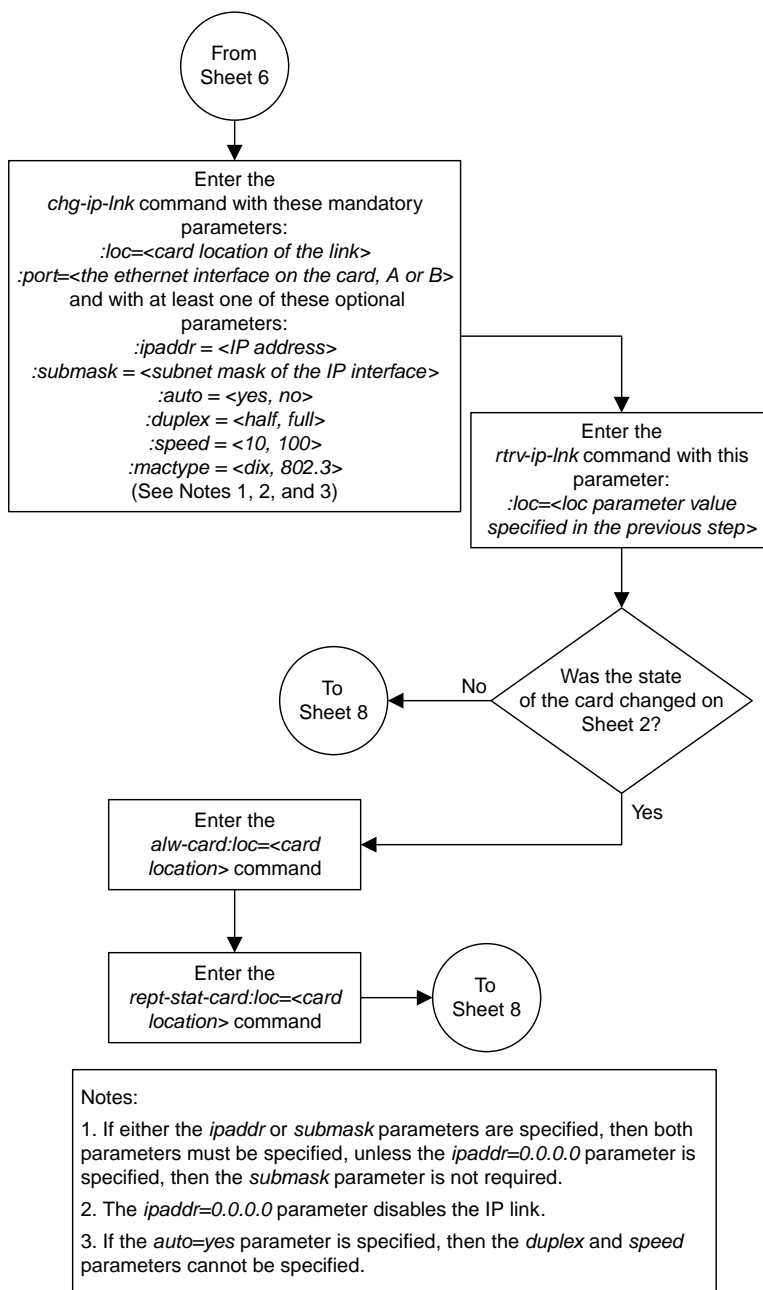 From
Sheet 6
Enter the
chg-ip-lnk command with these mandatory
parameters:
:loc=<card location of the link>
:port=<the ethernet interface on the card, A or B>
and with at least one of these optional
parameters:
:ipaddr = <IP address>
:submask = <subnet mask of the IP interface>
:auto = <yes, no>
:duplex = <half, full>
:speed = <10, 100>
:mactype = <dix, 802.3>
(See Notes 1, 2, and 3)
Enter the
rtrv-ip-lnk command with this
parameter:
:loc=<loc parameter value
specified in the previous step>
Was the state
of the card changed on
Sheet 2?
No
To
Sheet 8
Yes
Enter the
alw-card:loc=<card
location> command
Enter the
rept-stat-card:loc=<card
location> command
To
Sheet 8
Notes:
1. If either the ipaddr or submask parameters are specified, then both
parameters must be specified, unless the ipaddr=0.0.0.0 parameter is
specified, then the submask parameter is not required.
2. The ipaddr=0.0.0.0 parameter disables the IP link.
3. If the auto=yes parameter is specified, then the duplex and speed
parameters cannot be specified.